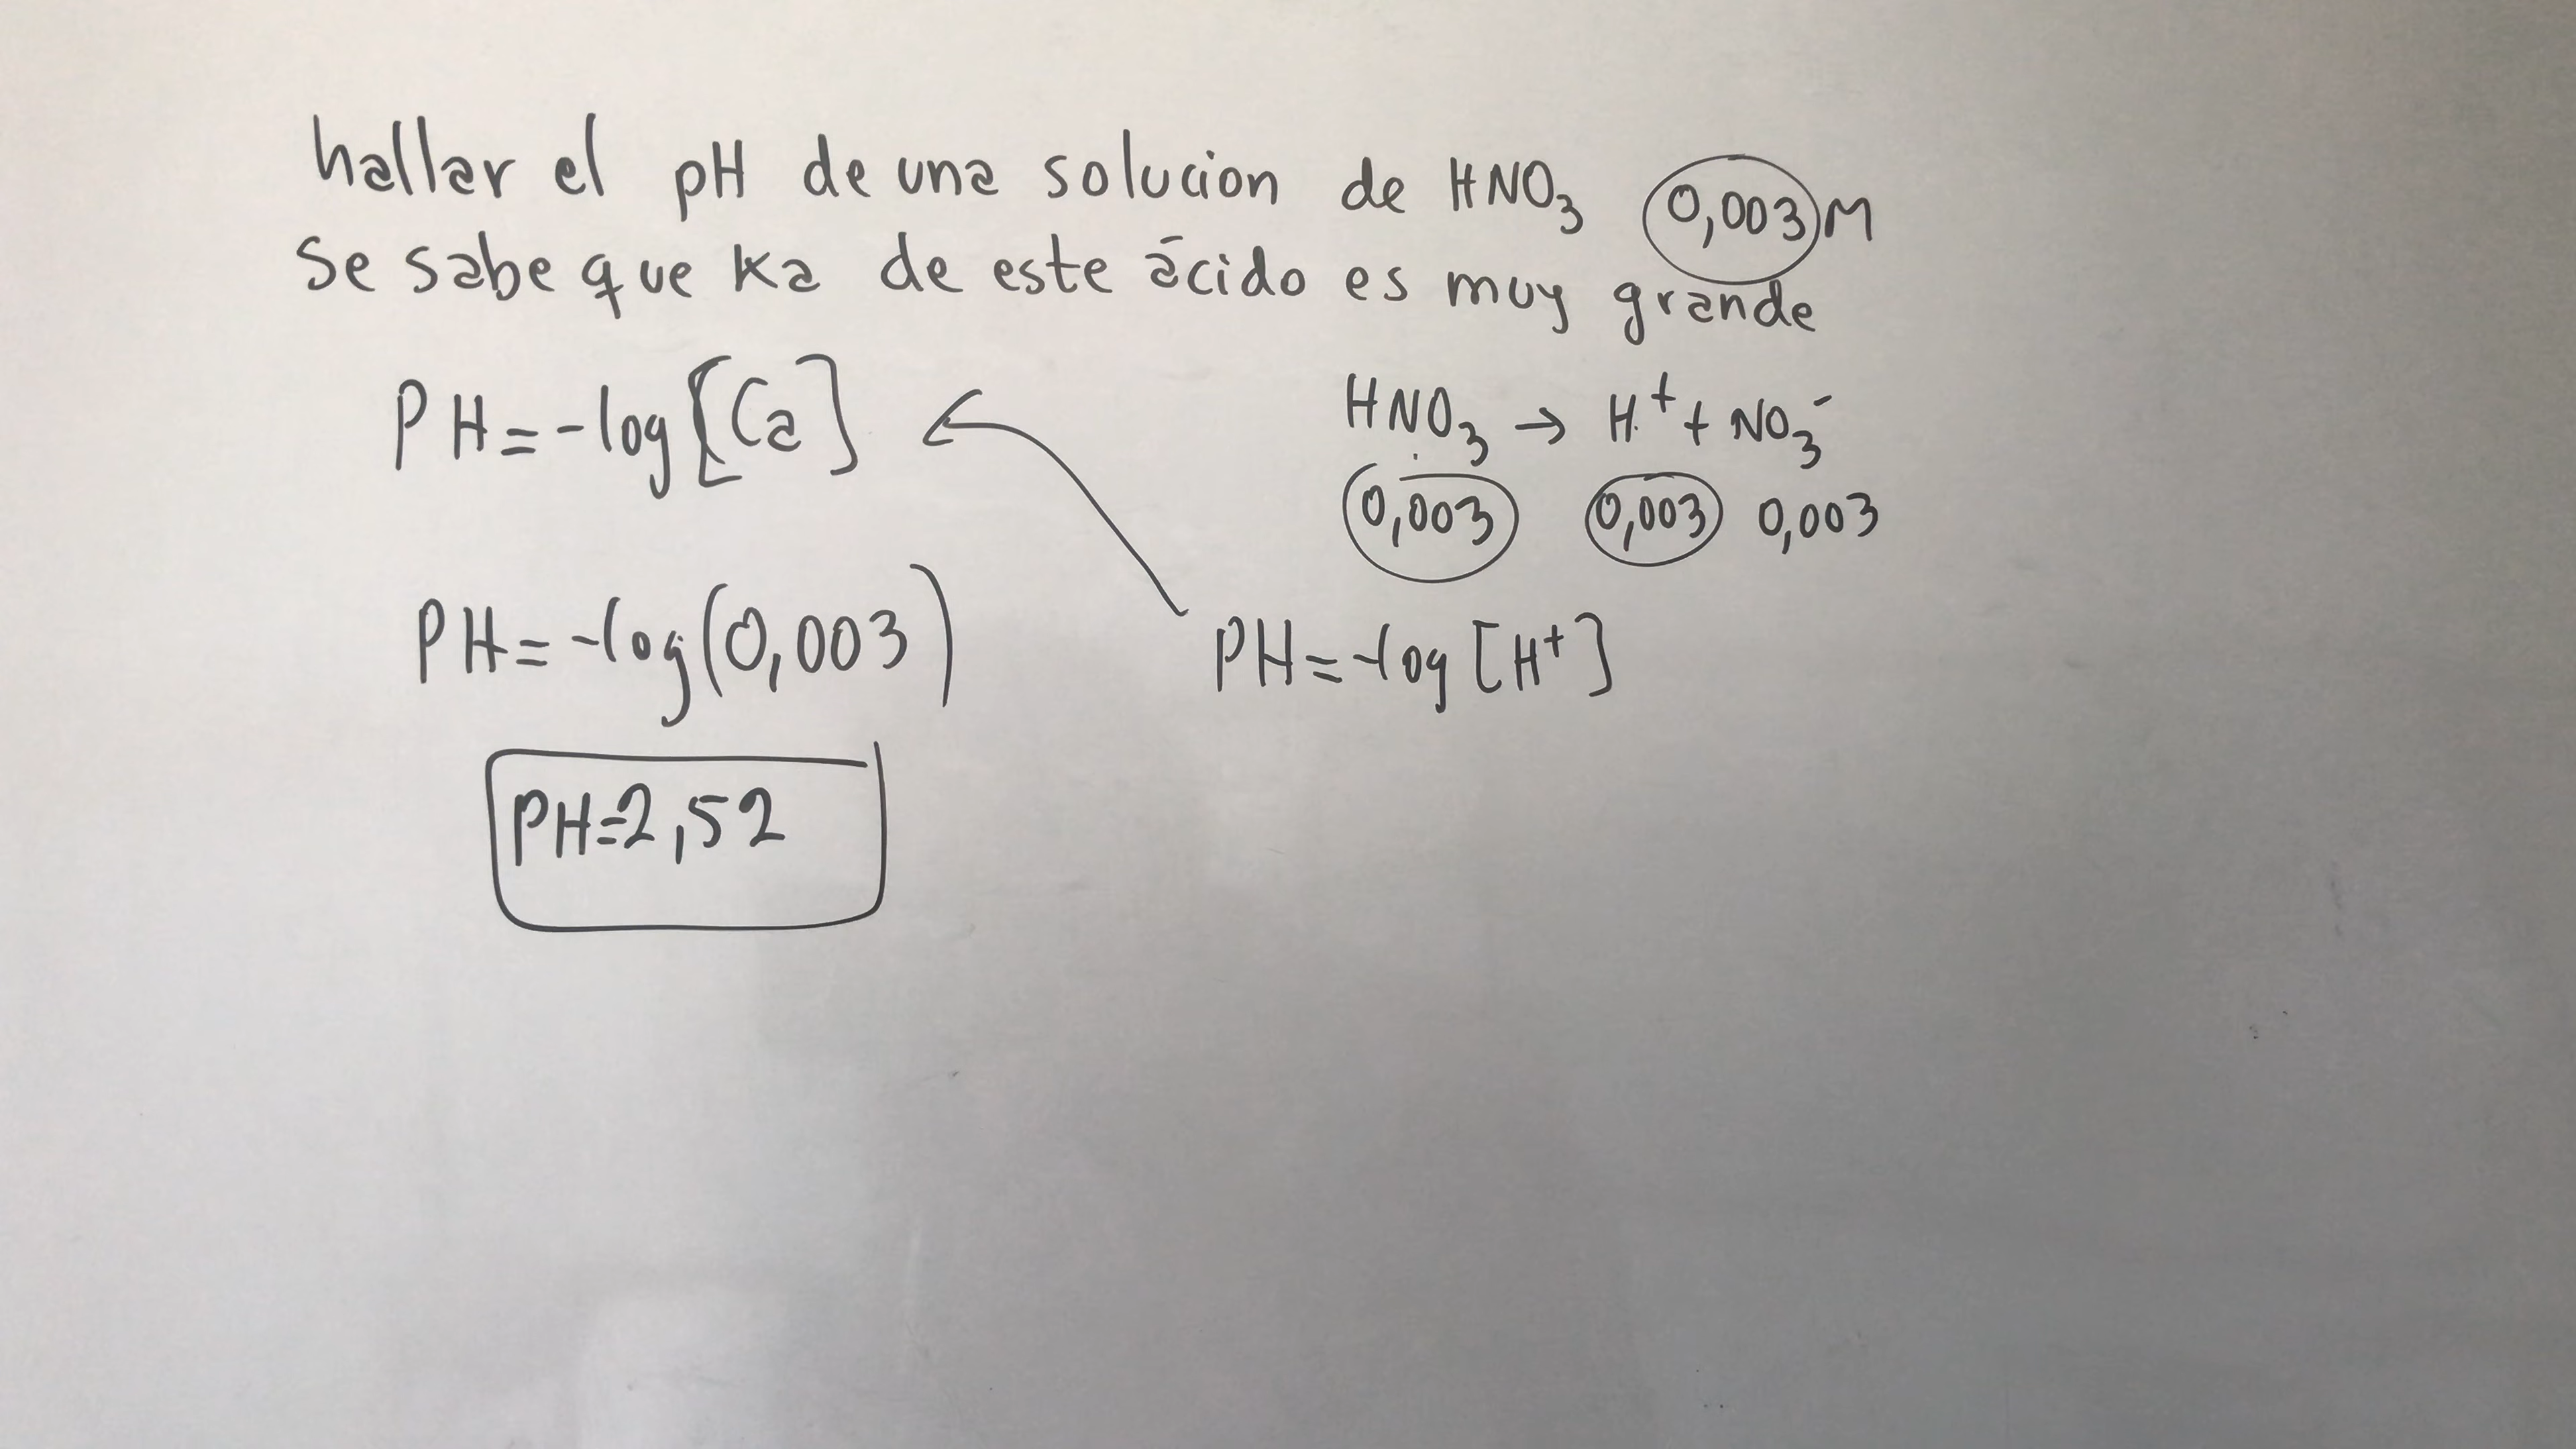 hallar el pH de una solucion de HNO₃ 0,003 M
Se sabe que Ka de este ácido es muy grande
PH = -log [Ca]
HNO₃ → H⁺ + NO₃⁻
0,003 0,003 0,003
PH = -log (0,003)
PH = -log [H⁺]
PH=2,52